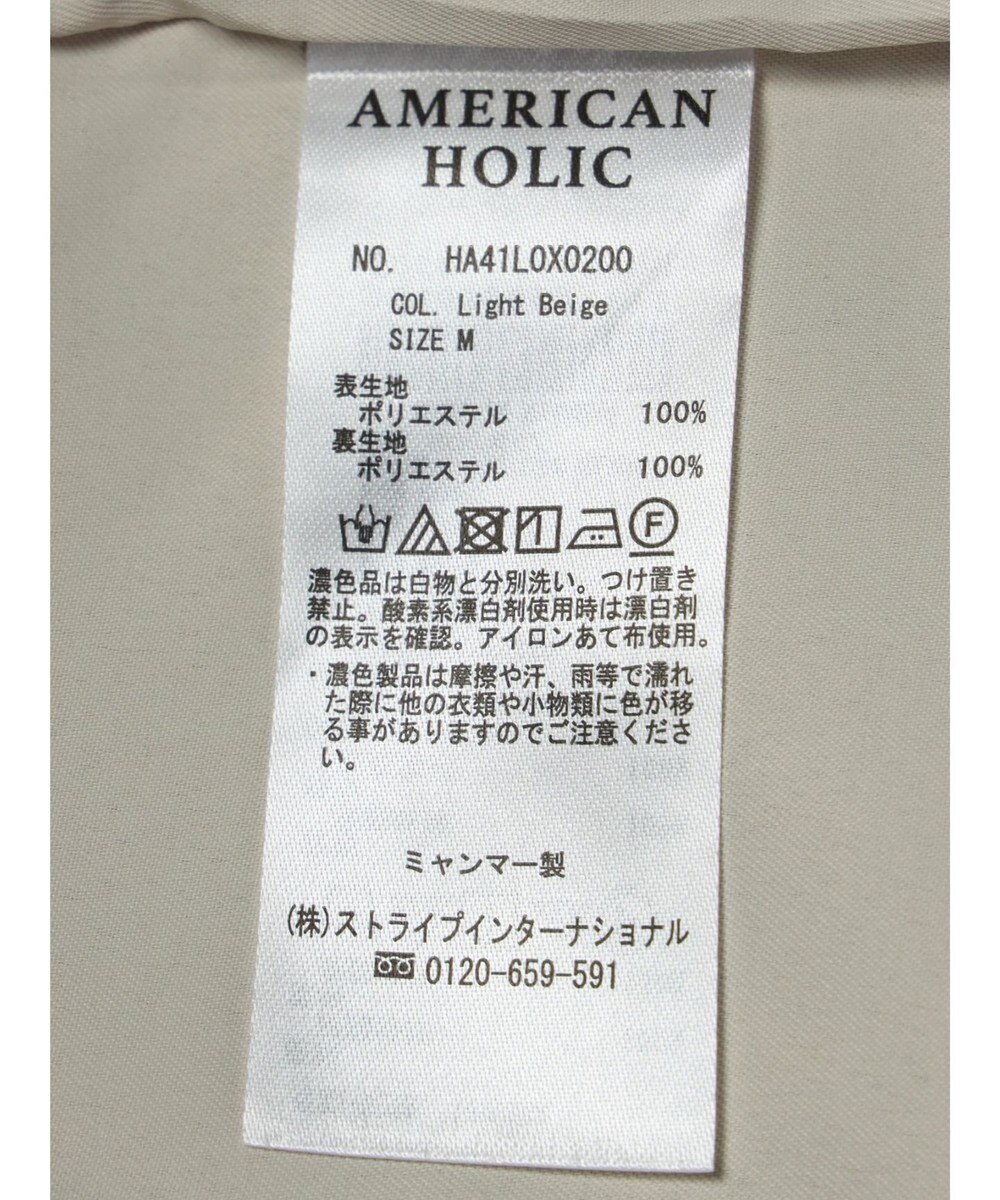 AMERICAN
HOLIC
NO. HA41L0X0200
COL. Light Beige
SIZE M
表生地
ポリエステル 100%
裏生地
ポリエステル 100%
F
濃色品は白物と分別洗い。つけ置き
禁止。酸素系漂白剤使用時は漂白剤
の表示を確認。アイロンあて布使用。
・濃色製品は摩擦や汗、雨等で濡れ
た際に他の衣類や小物類に色が移
る事がありますのでご注意くださ
い。
ミャンマー製
(株)ストライプインターナショナル
0120-659-591